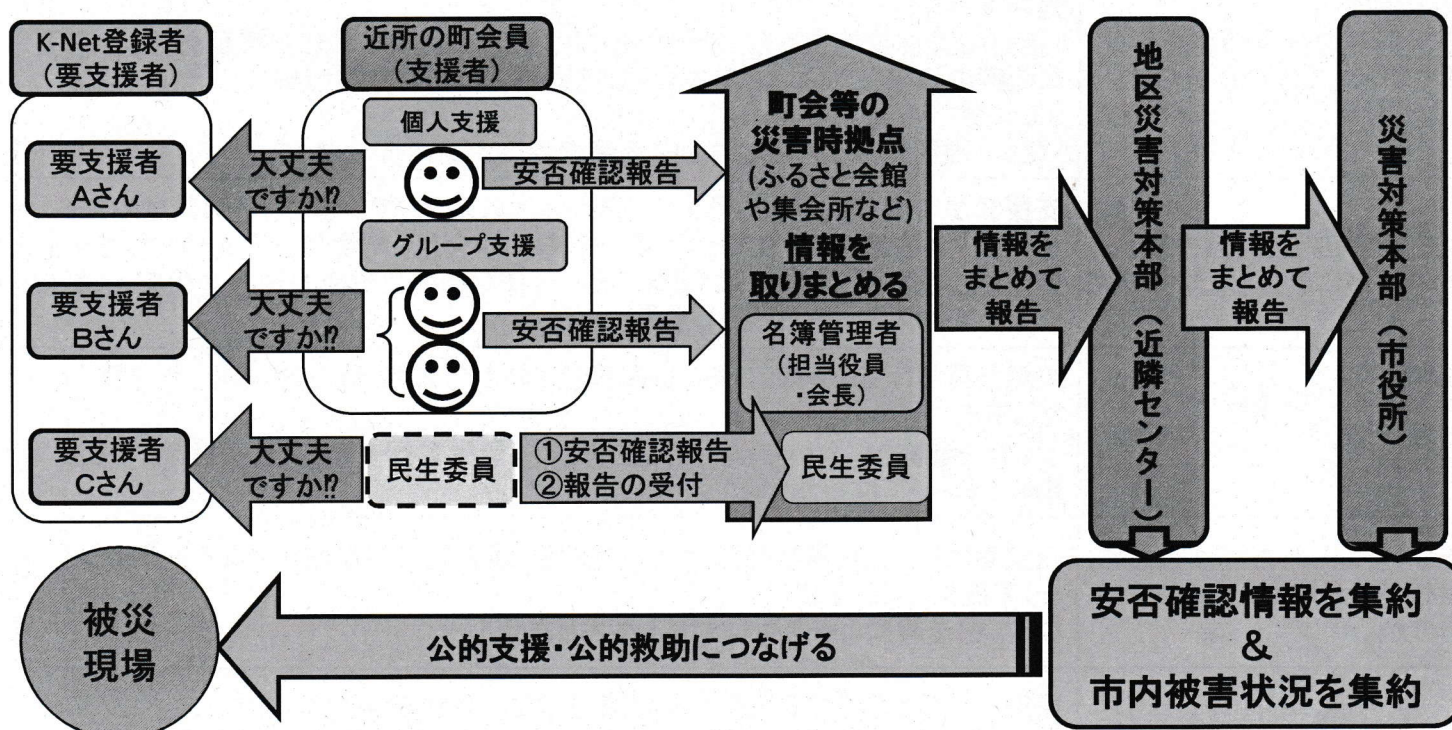 K-Net登録者
（要支援者）
近所の町会員
（支援者）
個人支援
要支援者
Aさん
大丈夫
ですか!?
安否確認報告
グループ支援
要支援者
Bさん
大丈夫
ですか!?
安否確認報告
要支援者
Cさん
大丈夫
ですか!?
民生委員
①安否確認報告
②報告の受付
町会等の
災害時拠点
(ふるさと会館
や集会所など)
情報を
取りまとめる
名簿管理者
(担当役員
・会長)
民生委員
情報を
まとめて
報告
地区災害対策本部（近隣センター）
情報を
まとめて
報告
災害対策本部（市役所）
被災
現場
公的支援・公的救助につなげる
安否確認情報を集約
&
市内被害状況を集約